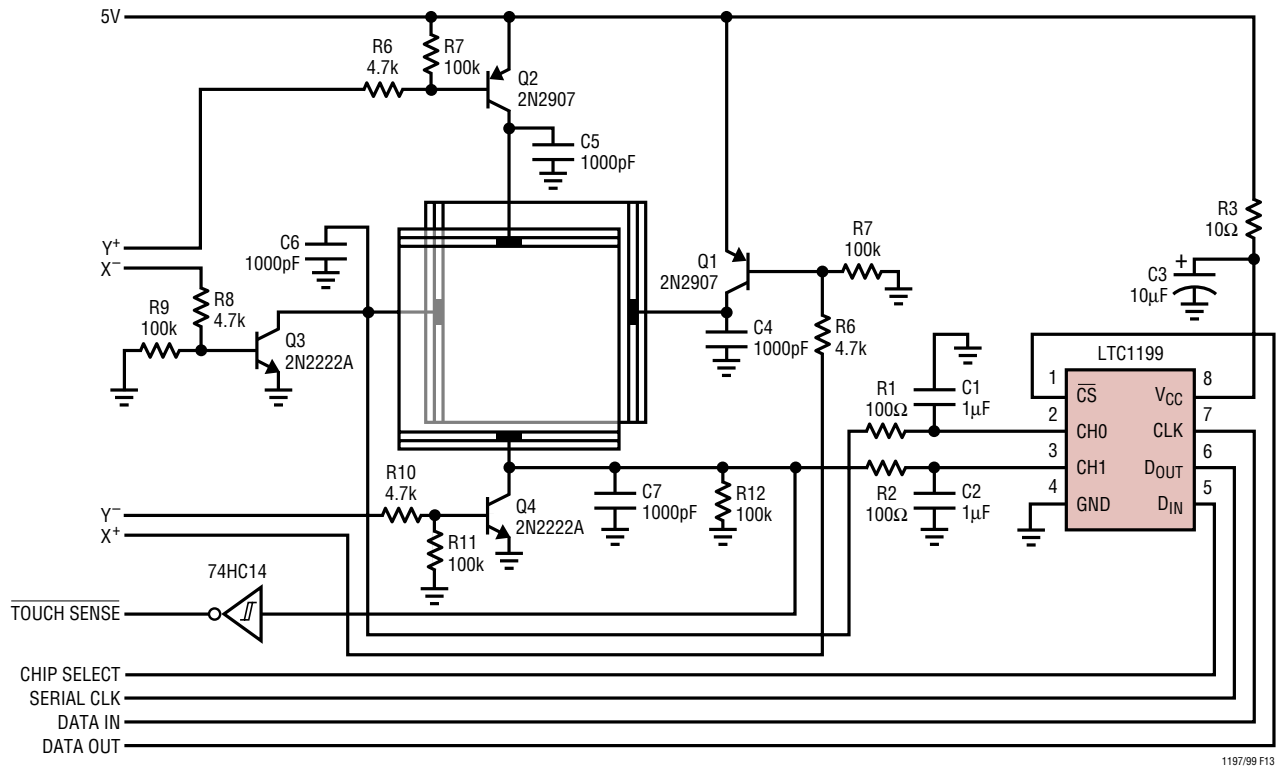 5V
R6
4.7k
R7
100k
Q2
2N2907
C5
1000pF
Y+
X–
C6
1000pF
R9
100k
R8
4.7k
Q3
2N2222A
Q1
2N2907
R7
100k
C4
1000pF
R6
4.7k
R3
10Ω
+
C3
10µF
LTC1199
R1
100Ω
C1
1µF
1
CS
2
CH0
3
CH1
4
GND
VCC
8
CLK
7
DOUT
6
DIN
5
R2
100Ω
C2
1µF
R10
4.7k
Q4
2N2222A
C7
1000pF
R12
100k
Y–
X+
R11
100k
74HC14
TOUCH SENSE
CHIP SELECT
SERIAL CLK
DATA IN
DATA OUT
1197/99 F13